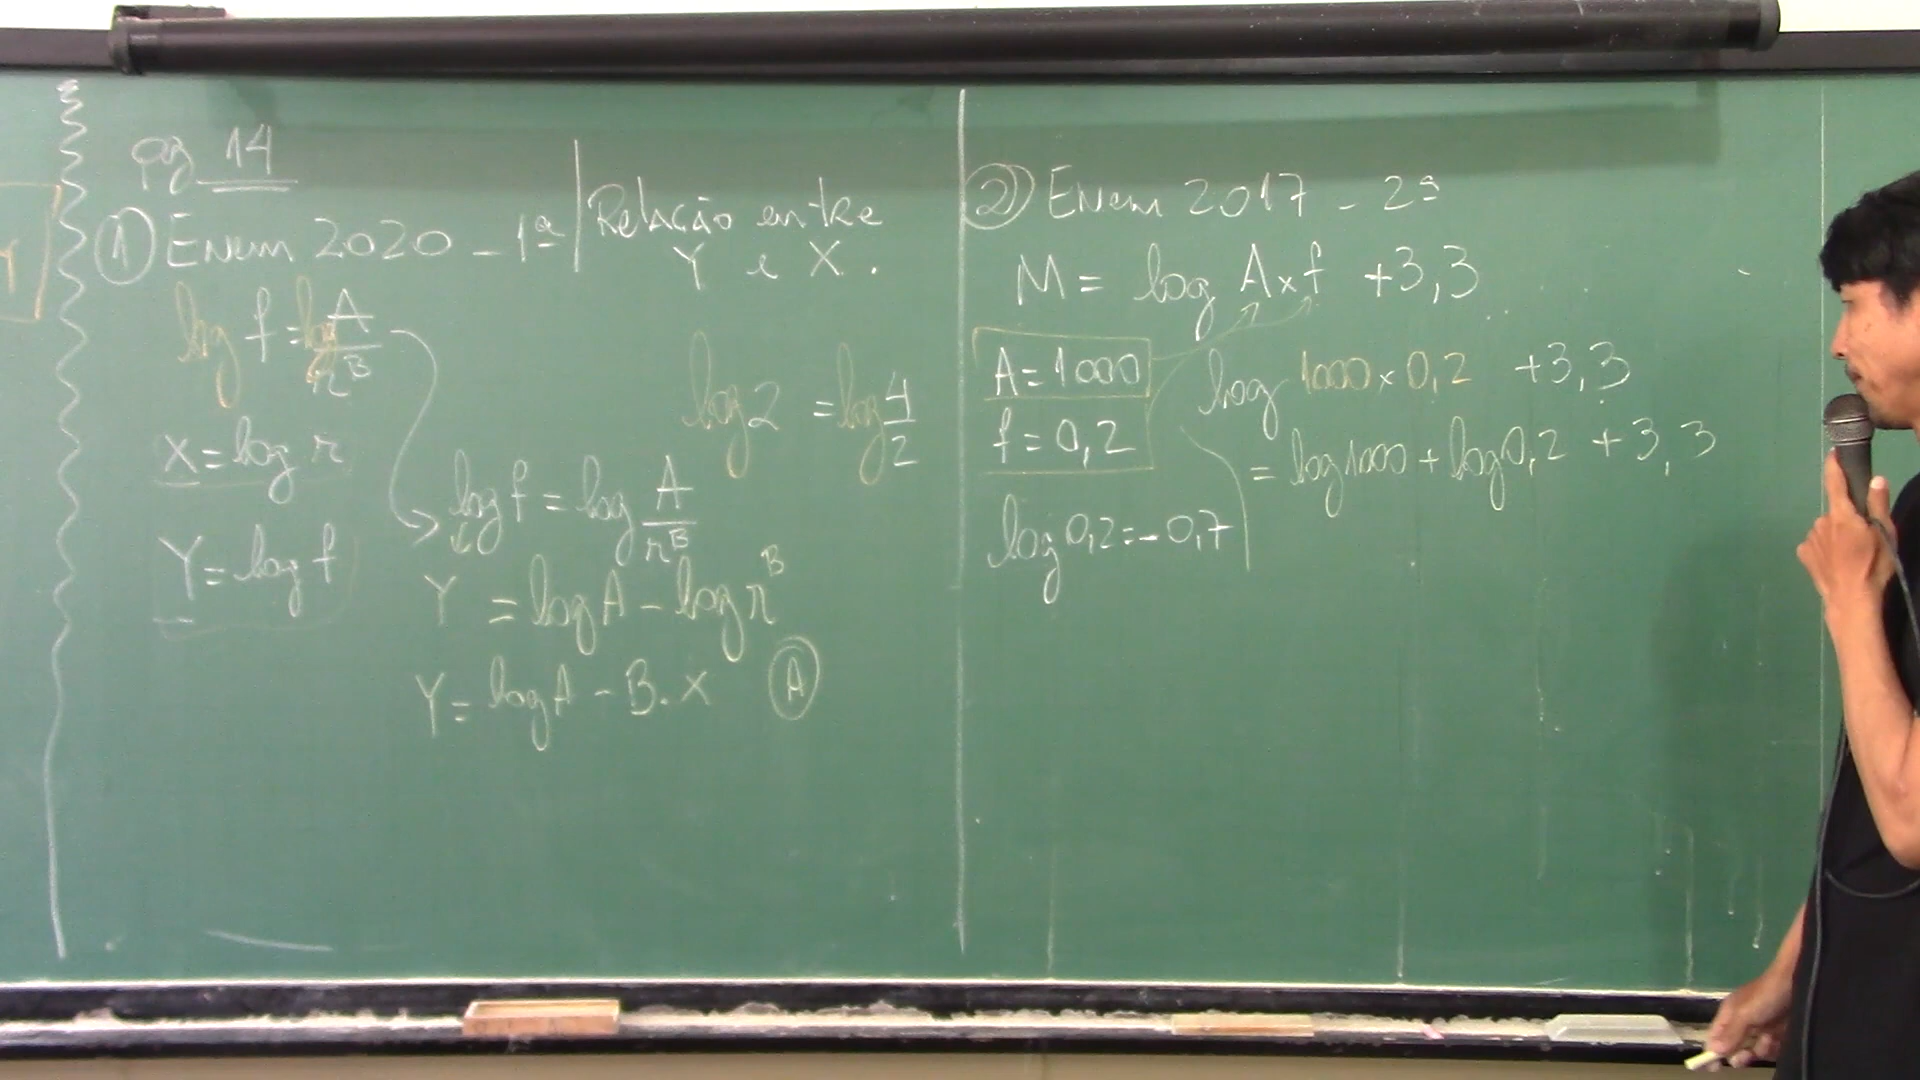 pg 14
① Enem 2020 - 1ª / Relação entre
Y e X.
log f = log A/r^B
X = log r
Y = log f
log 2 = log 4/2
log f = log A/r^B
Y = log A - log r^B
Y = log A - B. X Ⓐ
② Enem 2017 - 2ª
M = log A x f + 3,3
A = 1000
f = 0,2
log 0,2 = - 0,7
log 1000 x 0,2 + 3,3
= log 1000 + log 0,2 + 3,3